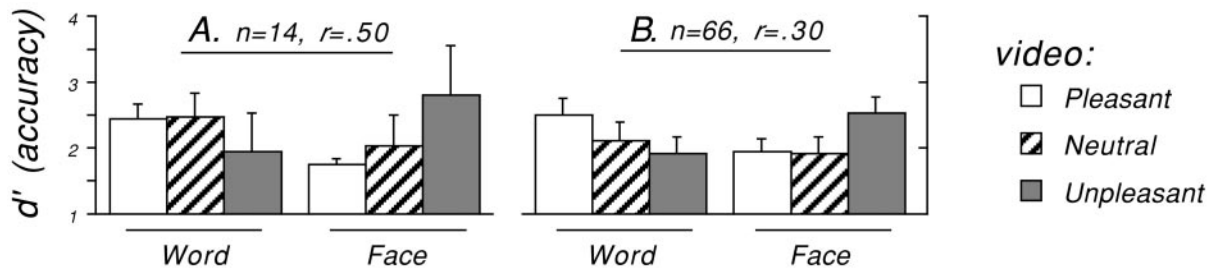 d' (accuracy)
4
3
2
1
A. n=14, r=.50
B. n=66, r=.30
Word
Face
Word
Face
video:
Pleasant
Neutral
Unpleasant